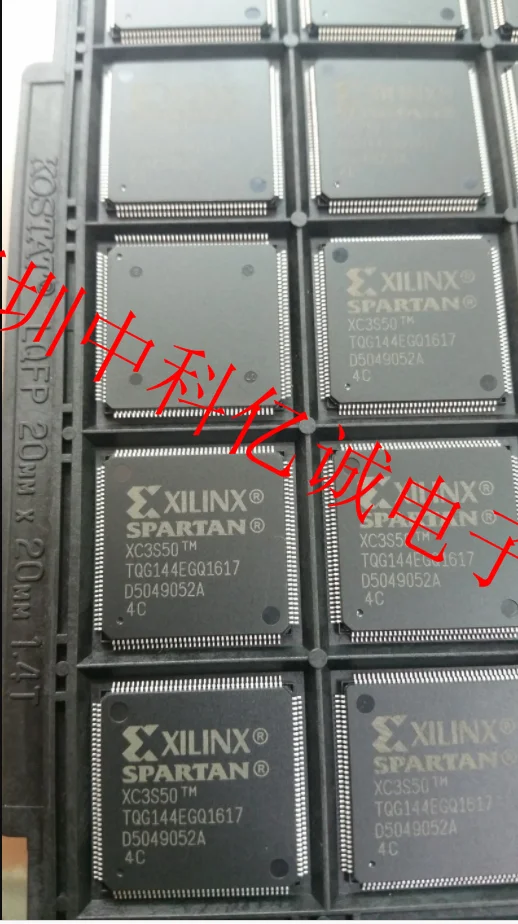 KOSTAT LQFP 20MM X 20MM 1.4T
XILINX®
SPARTAN®
XC3S50™
TQG144EGQ1617
D5049052A
4C
圳中科亿诚电子
XILINX®
SPARTAN®
XC3S50™
TQG144EGQ1617
D5049052A
4C
XILINX®
SPARTAN®
XC3S50™
TQG144EGQ1617
D5049052A
4C
XILINX®
SPARTAN®
XC3S50™
TQG144EGQ1617
D5049052A
4C
XILINX®
SPARTAN®
XC3S50™
TQG144EGQ1617
D5049052A
4C